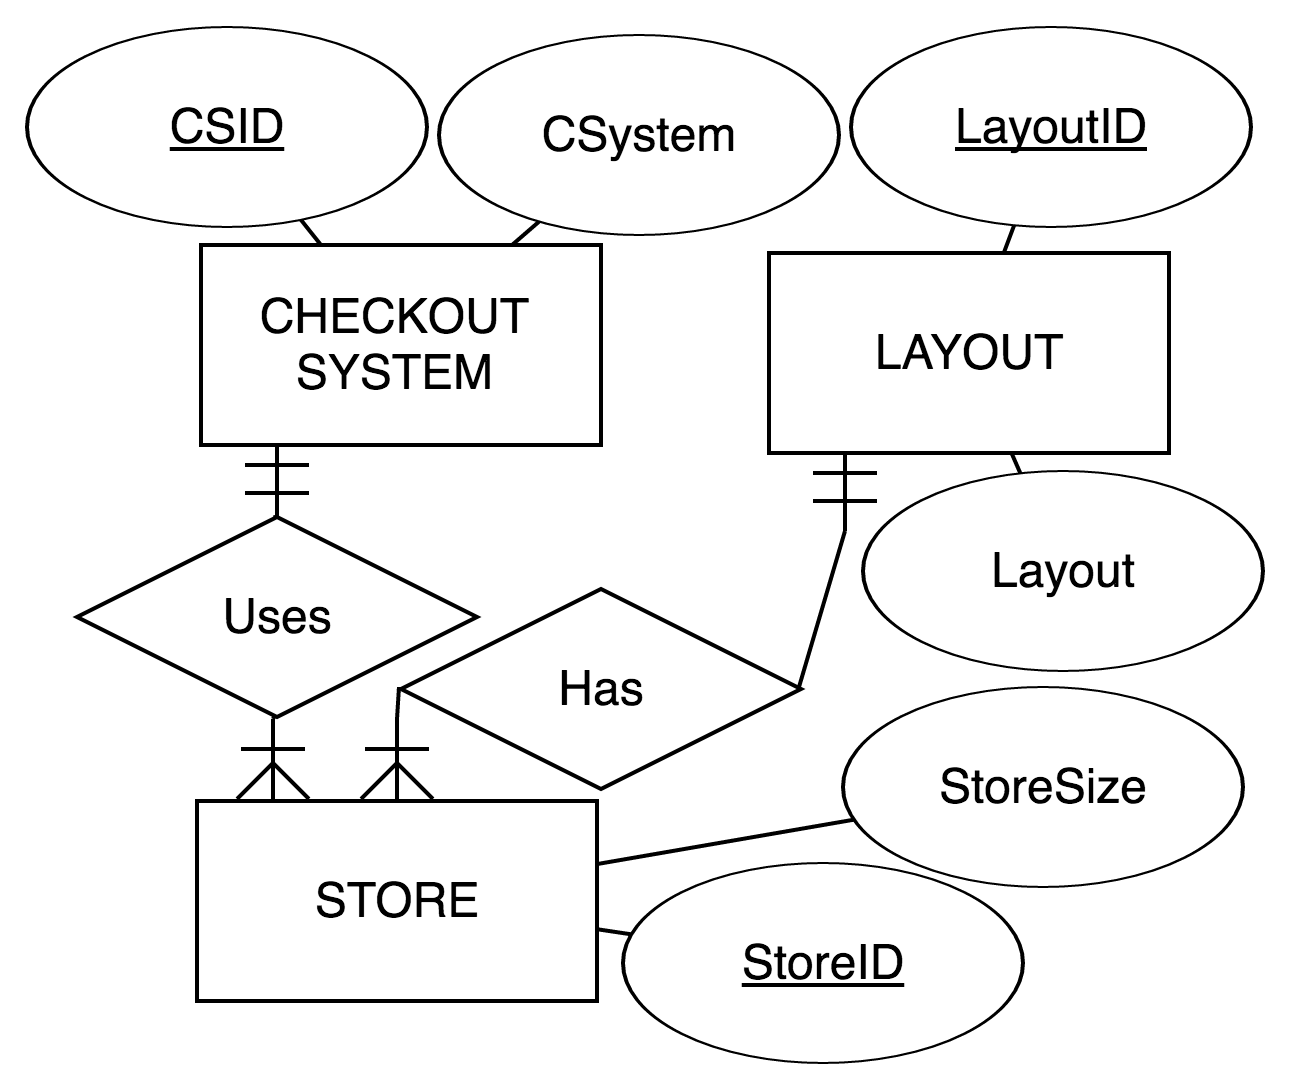 CSID
CSystem
LayoutID
CHECKOUT
SYSTEM
LAYOUT
Layout
Uses
Has
StoreSize
STORE
StoreID